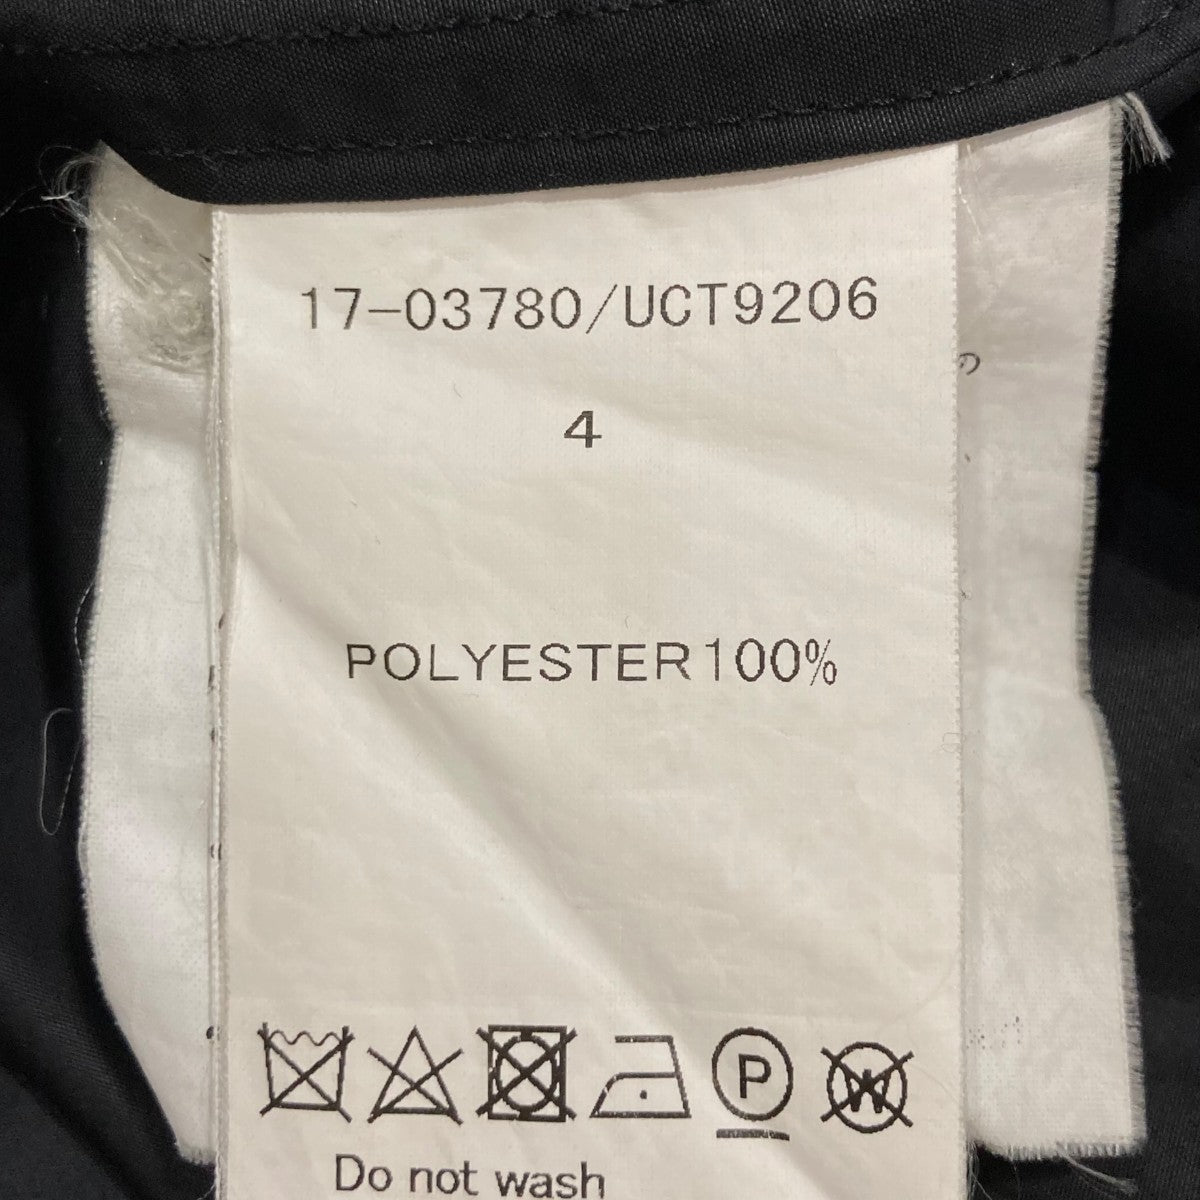 17-03780/UCT9206
4
POLYESTER100%
P W
Do not wash